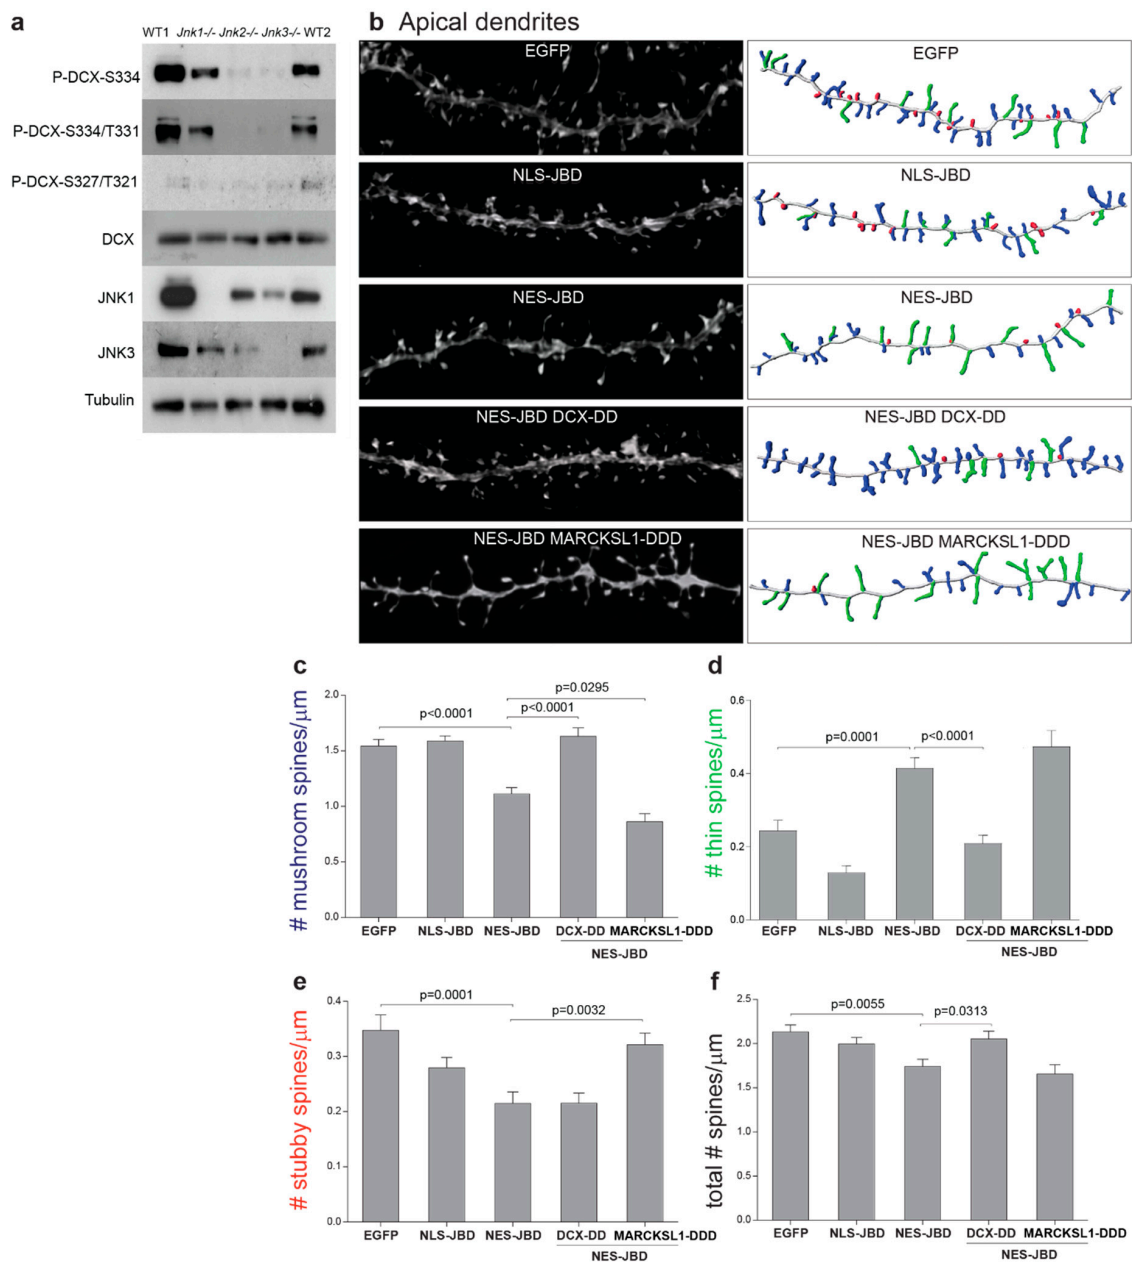 a
WT1 Jnk1-/- Jnk2-/- Jnk3-/- WT2
P-DCX-S334
P-DCX-S334/T331
P-DCX-S327/T321
DCX
JNK1
JNK3
Tubulin
b Apical dendrites
EGFP
EGFP
NLS-JBD
NLS-JBD
NES-JBD
NES-JBD
NES-JBD DCX-DD
NES-JBD DCX-DD
NES-JBD MARCKSL1-DDD
NES-JBD MARCKSL1-DDD
c
# mushroom spines/μm
2.0
1.5
1.0
0.5
0.0
p<0.0001
p<0.0001
p=0.0295
EGFP NLS-JBD NES-JBD DCX-DD MARCKSL1-DDD
NES-JBD
d
# thin spines/μm
0.6
0.4
0.2
0.0
p=0.0001
p<0.0001
EGFP NLS-JBD NES-JBD DCX-DD MARCKSL1-DDD
NES-JBD
e
# stubby spines/μm
0.4
0.3
0.2
0.1
0.0
p=0.0001
p=0.0032
EGFP NLS-JBD NES-JBD DCX-DD MARCKSL1-DDD
NES-JBD
f
total # spines/μm
2.5
2.0
1.5
1.0
0.5
0.0
p=0.0055
p=0.0313
EGFP NLS-JBD NES-JBD DCX-DD MARCKSL1-DDD
NES-JBD